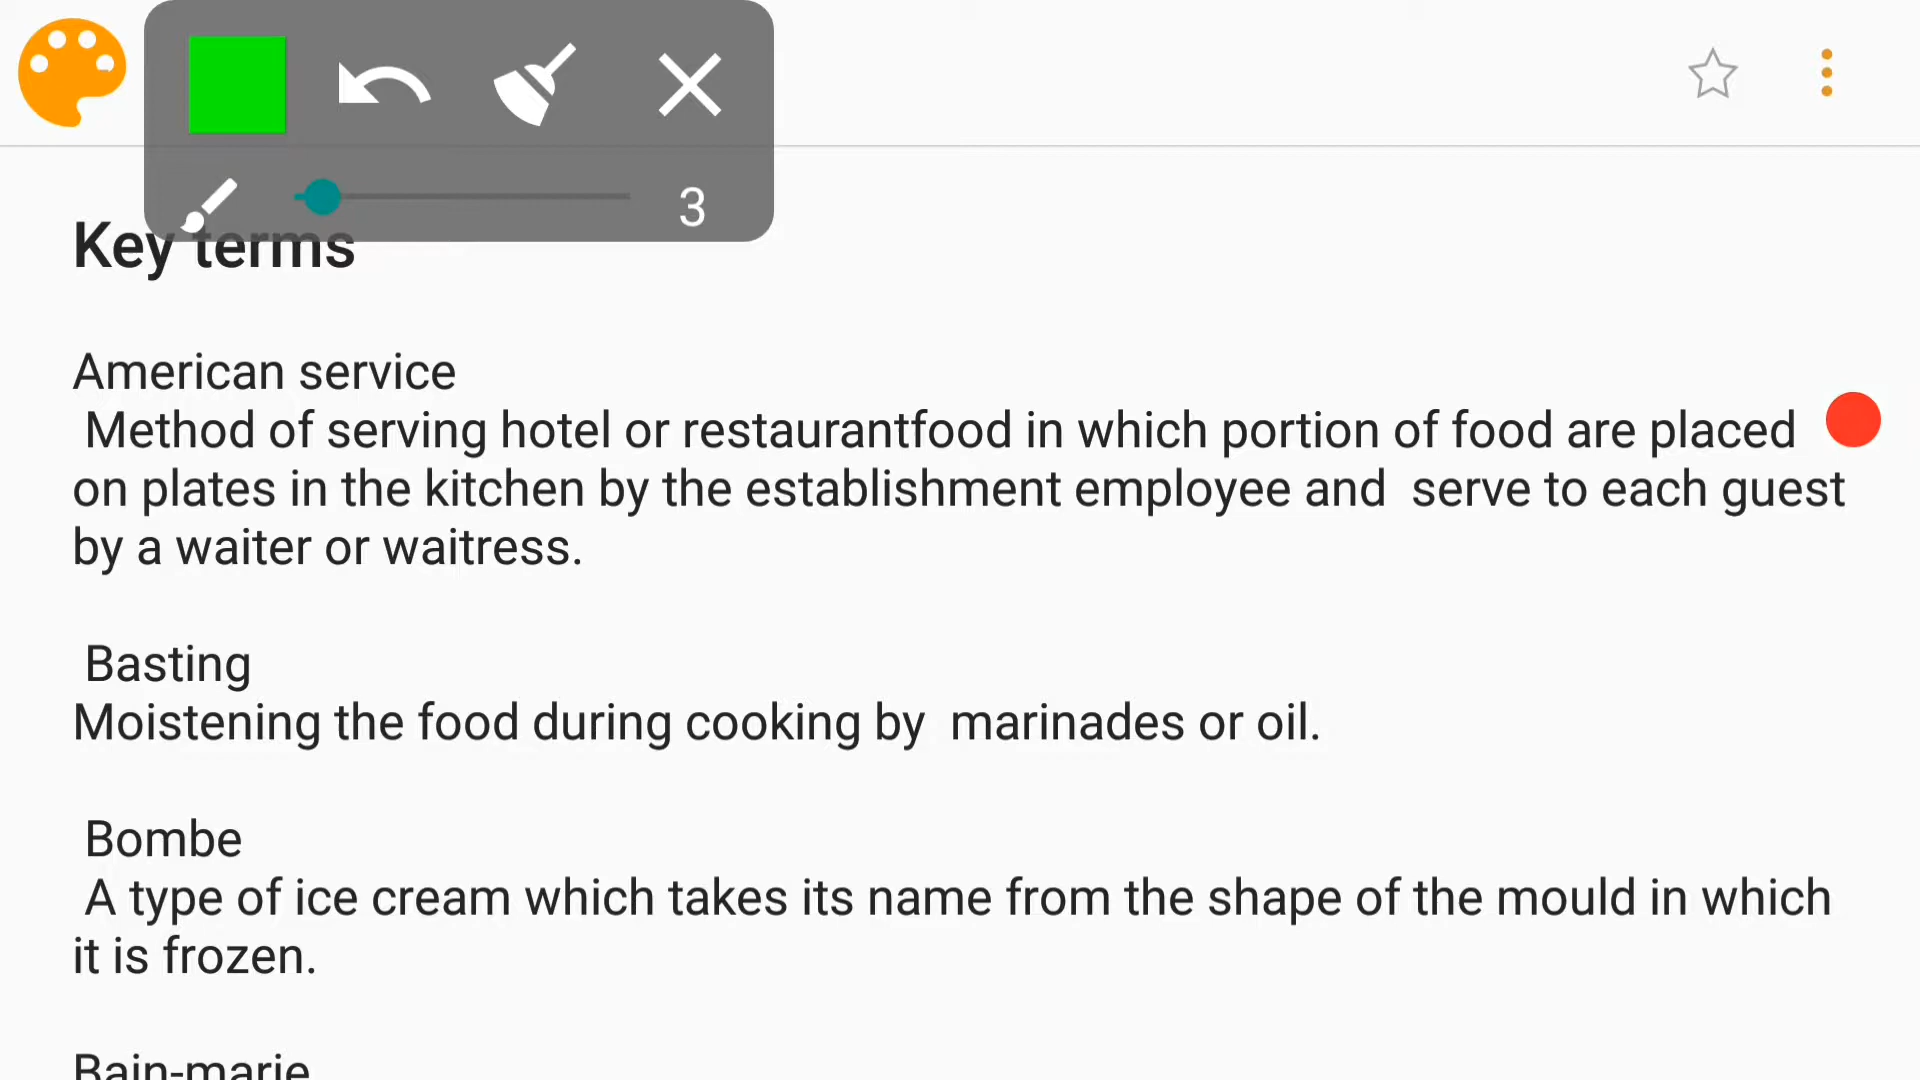 3
Key terms
American service
Method of serving hotel or restaurantfood in which portion of food are placed
on plates in the kitchen by the establishment employee and  serve to each guest
by a waiter or waitress.
Basting
Moistening the food during cooking by  marinades or oil.
Bombe
A type of ice cream which takes its name from the shape of the mould in which
it is frozen.
Bain-marie